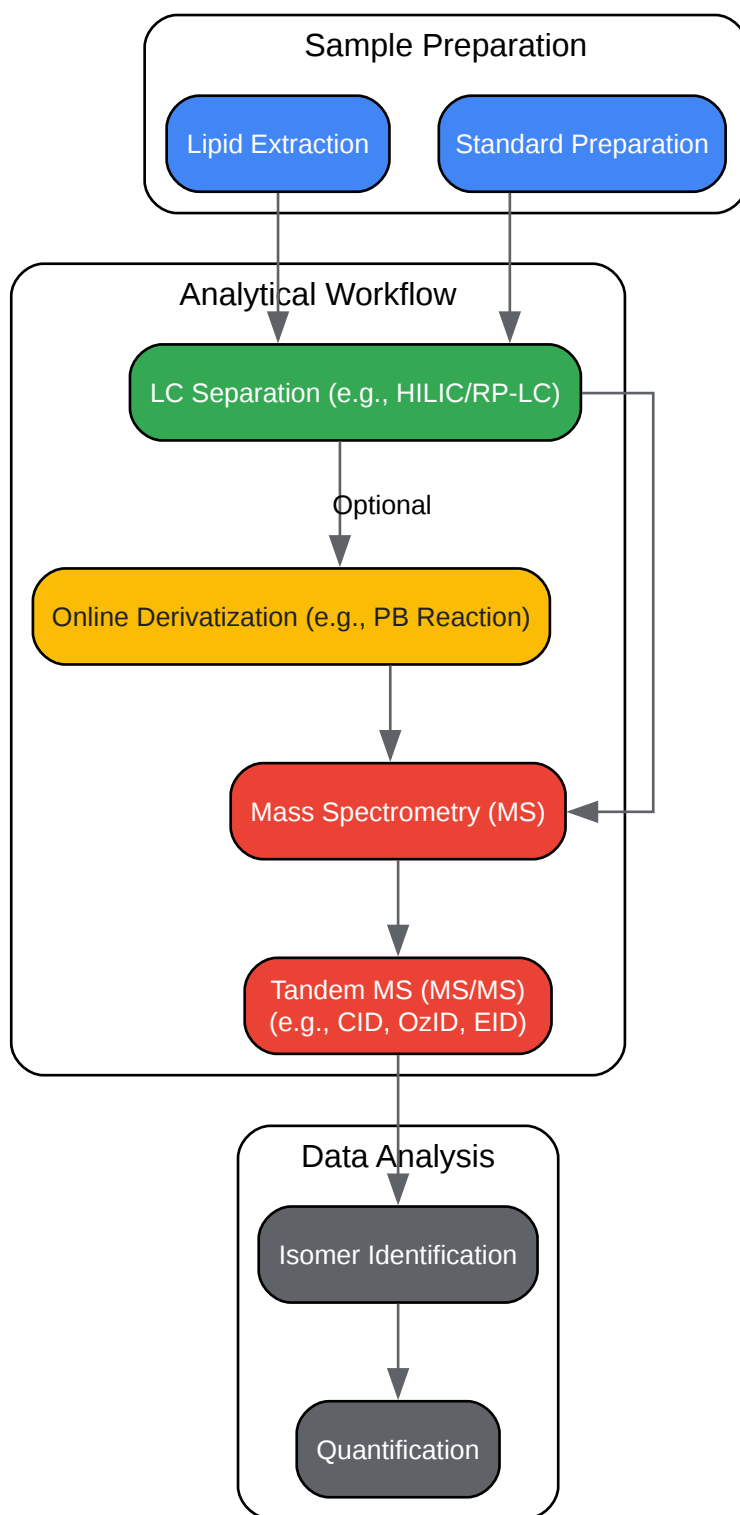 Sample Preparation
Lipid Extraction
Standard Preparation
Analytical Workflow
LC Separation (e.g., HILIC/RP-LC)
Optional
Online Derivatization (e.g., PB Reaction)
Mass Spectrometry (MS)
Tandem MS (MS/MS)
(e.g., CID, OzID, EID)
Data Analysis
Isomer Identification
Quantification